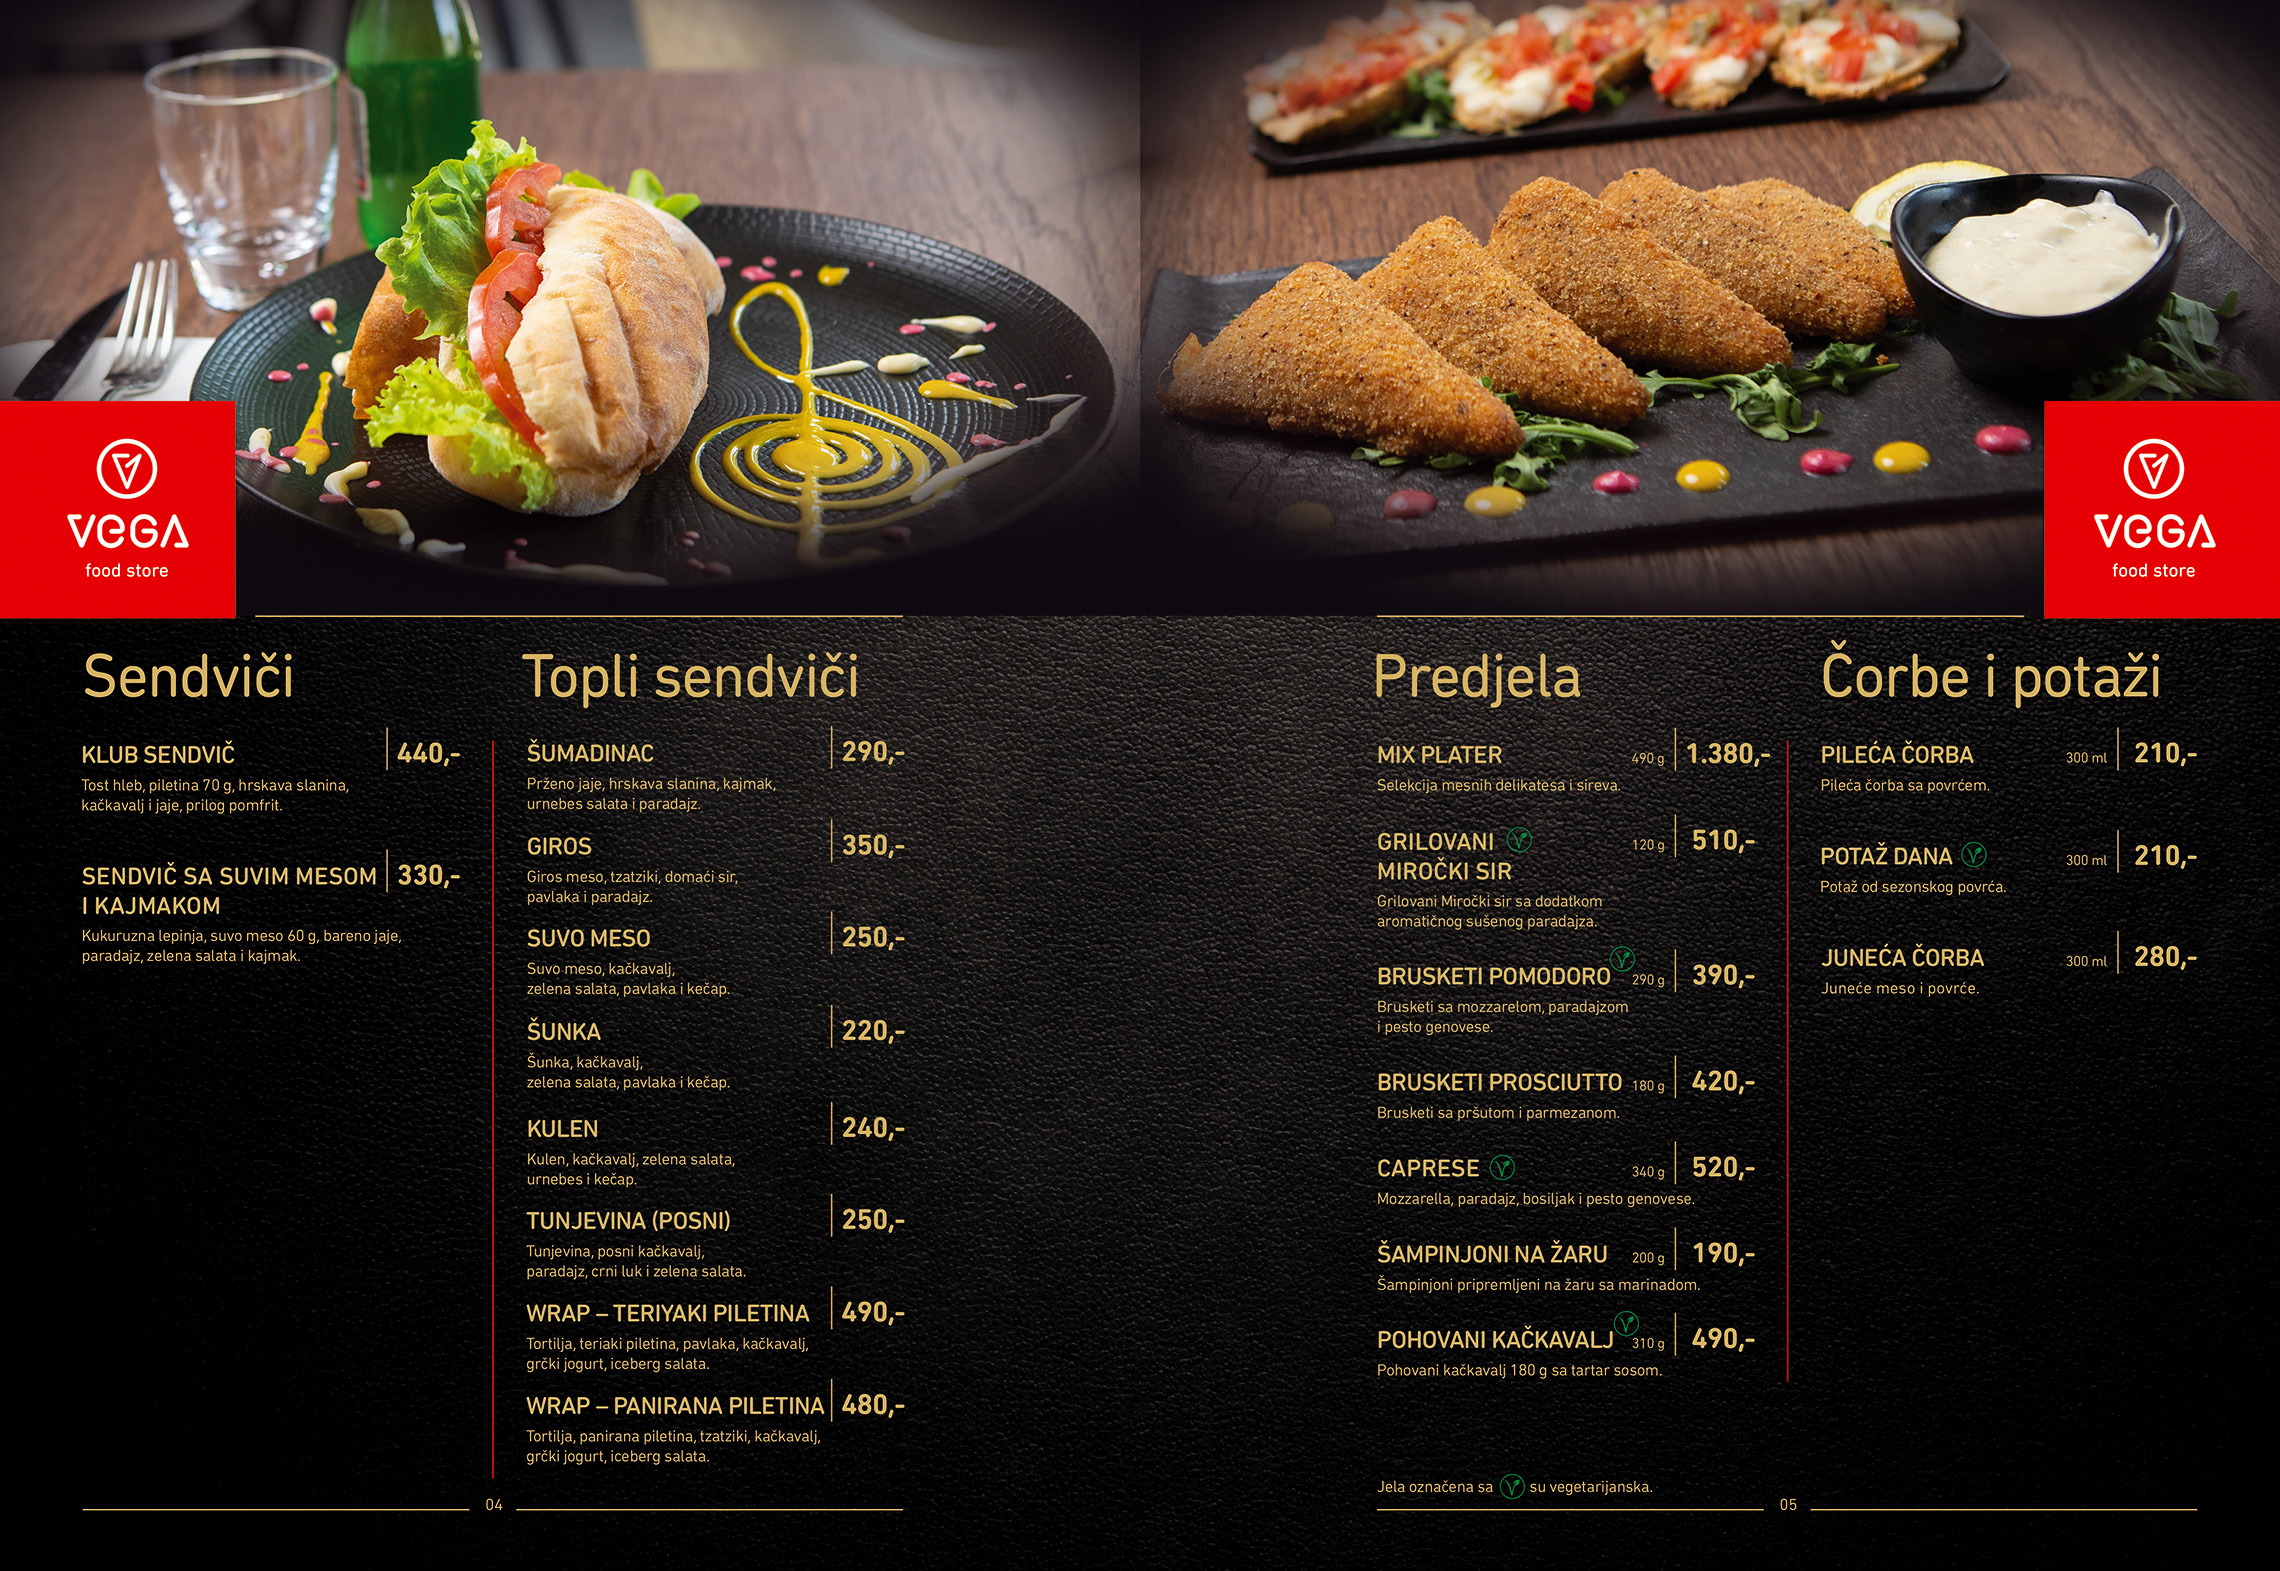 VEGA
food store
Sendviči
KLUB SENDVIČ 440,-
Tost hleb, piletina 70 g, hrskava slanina,
kačkavalj i jaje, prilog pomfrit.
SENDVIČ SA SUVIM MESOM 330,-
I KAJMAKOM
Kukuruzna lepinja, suvo meso 60 g, bareno jaje,
paradajz, zelena salata i kajmak.
Topli sendviči
ŠUMADINAC 290,-
Prženo jaje, hrskava slanina, kajmak,
urnebes salata i paradajz.
GIROS 350,-
Giros meso, tzatziki, domaći sir,
pavlaka i paradajz.
SUVO MESO 250,-
Suvo meso, kačkavalj,
zelena salata, pavlaka i kečap.
ŠUNKA 220,-
Šunka, kačkavalj,
zelena salata, pavlaka i kečap.
KULEN 240,-
Kulen, kačkavalj, zelena salata,
urnebes i kečap.
TUNJEVINA (POSNI) 250,-
Tunjevina, posni kačkavalj,
paradajz, crni luk i zelena salata.
WRAP – TERIYAKI PILETINA 490,-
Tortilja, teriaki piletina, pavlaka, kačkavalj,
grčki jogurt, iceberg salata.
WRAP – PANIRANA PILETINA 480,-
Tortilja, panirana piletina, tzatziki, kačkavalj,
grčki jogurt, iceberg salata.
04
VEGA
food store
Predjela
MIX PLATER 490 g 1.380,-
Selekcija mesnih delikatesa i sireva.
GRILOVANI 120 g 510,-
MIROČKI SIR
Grilovani Miročki sir sa dodatkom
aromatičnog sušenog paradajza.
BRUSKETI POMODORO 290 g 390,-
Brusketi sa mozzarelom, paradajzom
i pesto genovese.
BRUSKETI PROSCIUTTO 180 g 420,-
Brusketi sa pršutom i parmezanom.
CAPRESE 340 g 520,-
Mozzarella, paradajz, bosiljak i pesto genovese.
ŠAMPINJONI NA ŽARU 200 g 190,-
Šampinjoni pripremljeni na žaru sa marinadom.
POHOVANI KAČKAVALJ 310 g 490,-
Pohovani kačkavalj 180 g sa tartar sosom.
Jela označena sa V su vegetarijanska.
Čorbe i potaži
PILEĆA ČORBA 300 ml 210,-
Pileća čorba sa povrćem.
POTAŽ DANA 300 ml 210,-
Potaž od sezonskog povrća.
JUNEĆA ČORBA 300 ml 280,-
Juneće meso i povrće.
05